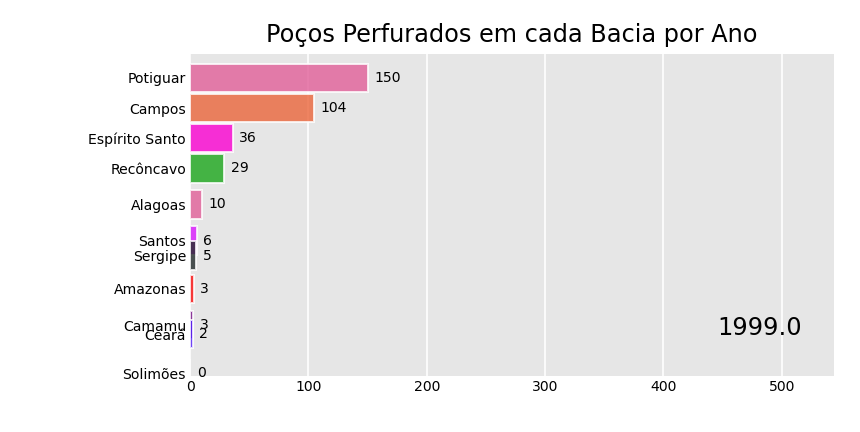 Poços Perfurados em cada Bacia por Ano
Potiguar 150
Campos 104
Espírito Santo 36
Recôncavo 29
Alagoas 10
Santos 6
Sergipe 5
Amazonas 3
Camamu 3
Ceará 2
1999.0
Solimões 0
0 100 200 300 400 500